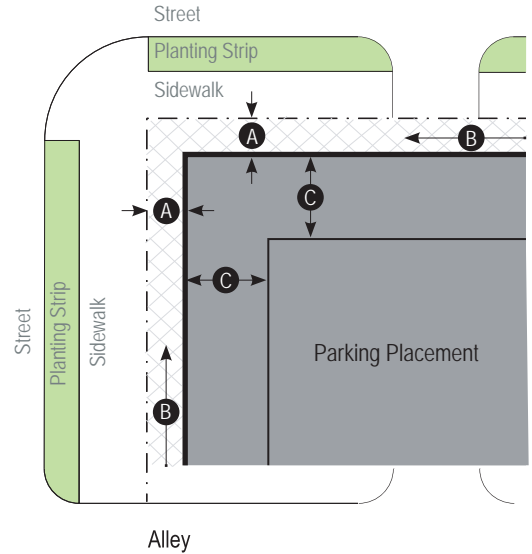 Street
Planting Strip
Sidewalk
A
B
A
C
C
Street
Planting Strip
Sidewalk
Parking Placement
B
Alley